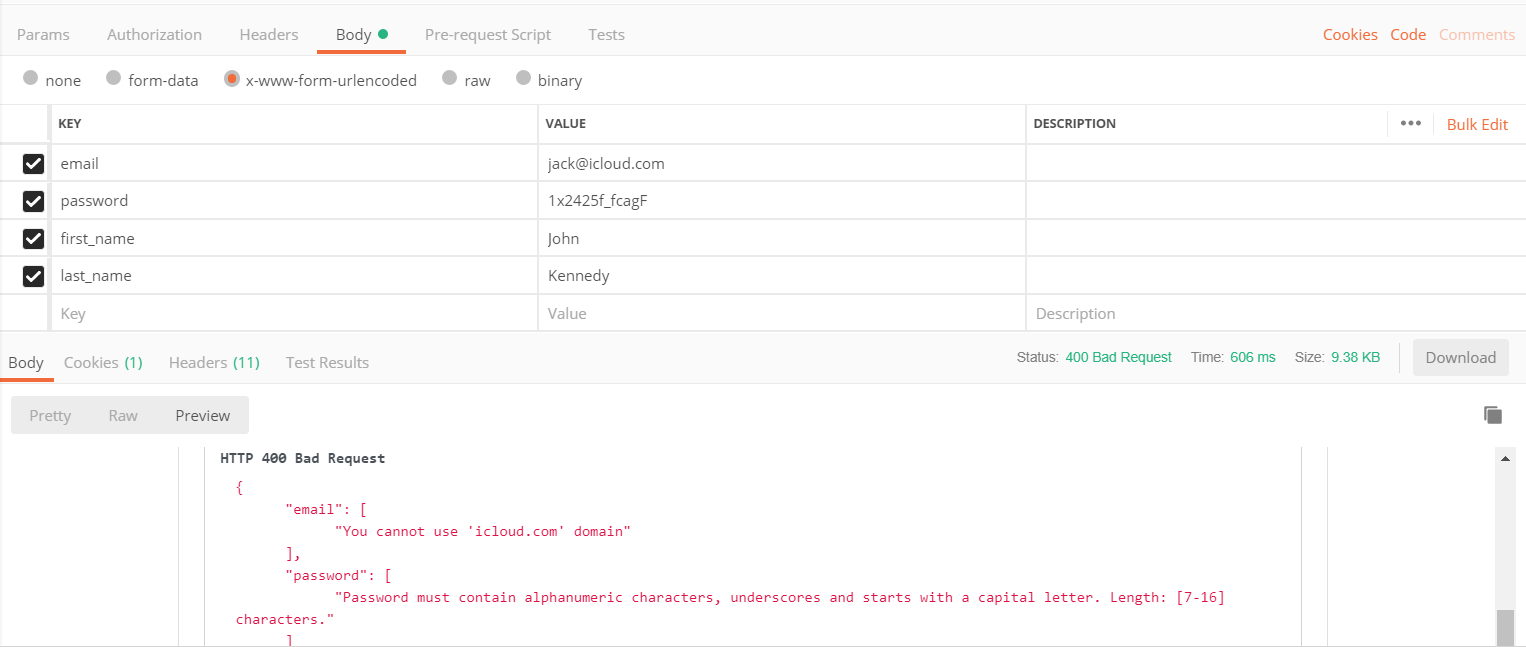 Params Authorization Headers Body Pre-request Script Tests Cookies Code Comments
none form-data x-www-form-urlencoded raw binary
KEY VALUE DESCRIPTION ••• Bulk Edit
email jack@icloud.com
password 1x2425f_fcagF
first_name John
last_name Kennedy
Key Value Description
Body Cookies (1) Headers (11) Test Results Status: 400 Bad Request Time: 606 ms Size: 9.38 KB Download
Pretty Raw Preview
HTTP 400 Bad Request
{
"email": [
"You cannot use 'icloud.com' domain"
],
"password": [
"Password must contain alphanumeric characters, underscores and starts with a capital letter. Length: [7-16]
characters."
]